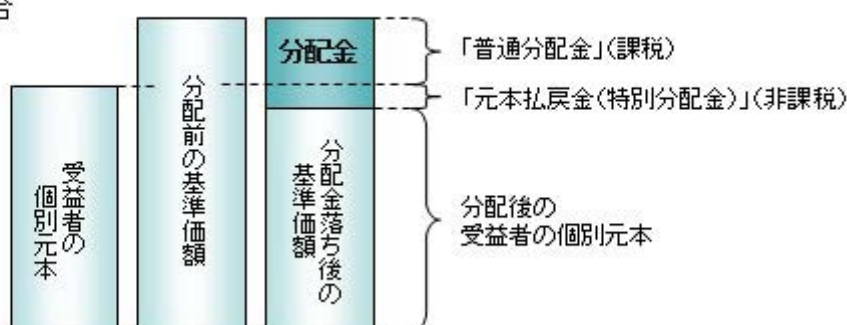 分配金
「普通分配金」(課税)
「元本払戻金(特別分配金)」(非課税)
受益者の
個別元本
分配前の基準価額
分配金落ち後の
基準価額
分配後の
受益者の個別元本